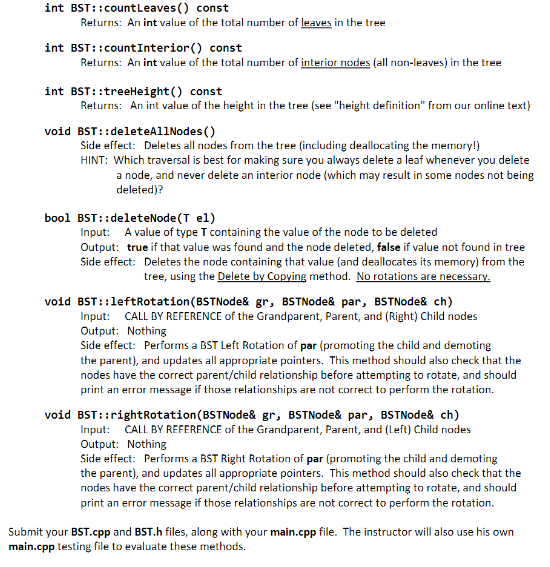 int BST::countLeaves() const
Returns: An int value of the total number of leaves in the tree
int BST::countInterior() const
Returns: An int value of the total number of interior nodes (all non-leaves) in the tree
int BST::treeHeight() const
Returns: An int value of the height in the tree (see "height definition" from our online text)
void BST::deleteAllNodes()
Side effect: Deletes all nodes from the tree (including deallocating the memory!)
HINT: Which traversal is best for making sure you always delete a leaf whenever you delete
a node, and never delete an interior node (which may result in some nodes not being
deleted)?
bool BST::deleteNode(T el)
Input: A value of type T containing the value of the node to be deleted
Output: true if that value was found and the node deleted, false if value not found in tree
Side effect: Deletes the node containing that value (and deallocates its memory) from the
tree, using the Delete by Copying method. No rotations are necessary.
void BST::leftRotation(BSTNode& gr, BSTNode& par, BSTNode& ch)
Input: CALL BY REFERENCE of the Grandparent, Parent, and (Right) Child nodes
Output: Nothing
Side effect: Performs a BST Left Rotation of par (promoting the child and demoting
the parent), and updates all appropriate pointers. This method should also check that the
nodes have the correct parent/child relationship before attempting to rotate, and should
print an error message if those relationships are not correct to perform the rotation.
void BST::rightRotation(BSTNode& gr, BSTNode& par, BSTNode& ch)
Input: CALL BY REFERENCE of the Grandparent, Parent, and (Left) Child nodes
Output: Nothing
Side effect: Performs a BST Right Rotation of par (promoting the child and demoting
the parent), and updates all appropriate pointers. This method should also check that the
nodes have the correct parent/child relationship before attempting to rotate, and should
print an error message if those relationships are not correct to perform the rotation.
Submit your BST.cpp and BST.h files, along with your main.cpp file. The instructor will also use his own
main.cpp testing file to evaluate these methods.